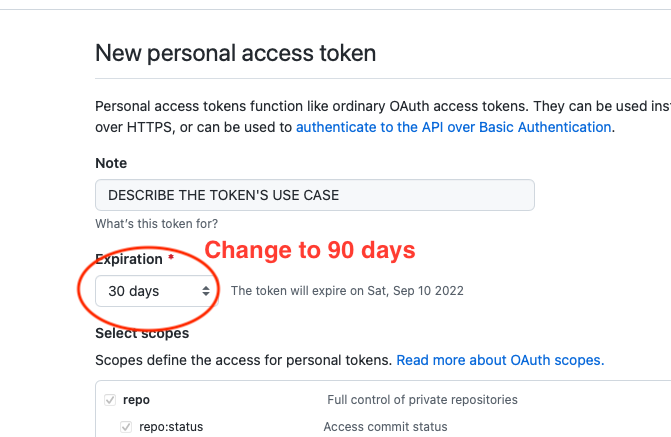 New personal access token
Personal access tokens function like ordinary OAuth access tokens. They can be used
over HTTPS, or can be used to authenticate to the API over Basic Authentication.
Note
DESCRIBE THE TOKEN'S USE CASE
What's this token for?
Change to 90 days
Expiration *
30 days
The token will expire on Sat, Sep 10 2022
Select scopes
Scopes define the access for personal tokens. Read more about OAuth scopes.
repo Full control of private repositories
repo:status Access commit status